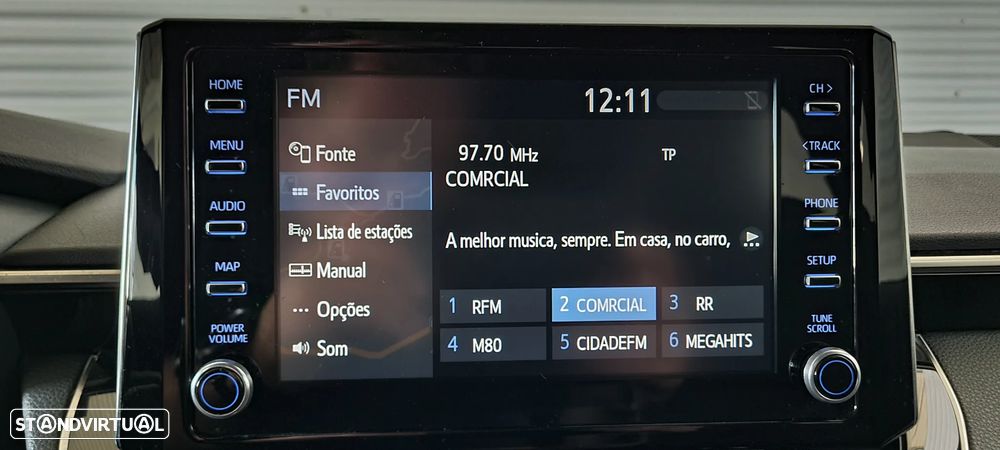 HOME
MENU
AUDIO
MAP
POWER
VOLUME
FM
12:11
Fonte
Favoritos
Lista de estações
Manual
Opções
Som
97.70 MHz
TP
COMRCIAL
A melhor musica, sempre. Em casa, no carro,
1 RFM
2 COMRCIAL
3 RR
4 M80
5 CIDADEFM
6 MEGAHITS
CH >
<TRACK
PHONE
SETUP
TUNE
SCROLL
STANDVIRTUAL